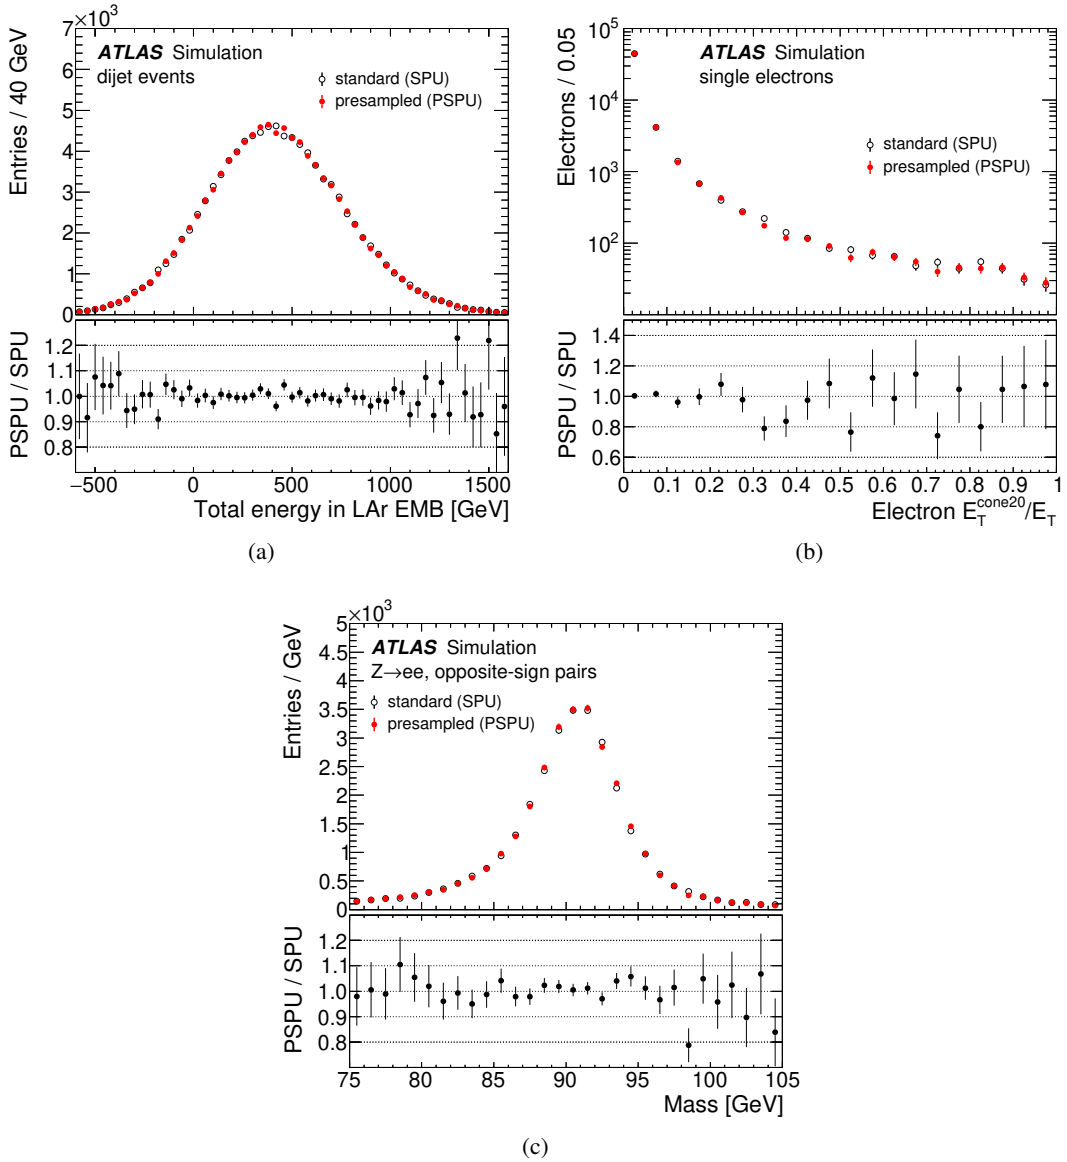 7×10³
6
5
4
3
2
1
0
Entries / 40 GeV
ATLAS Simulation
dijet events
standard (SPU)
presampled (PSPU)
1.2
1.1
1.0
0.9
0.8
PSPU / SPU
−500 0 500 1000 1500
Total energy in LAr EMB [GeV]
(a)
10⁵
10⁴
10³
10²
Electrons / 0.05
ATLAS Simulation
single electrons
standard (SPU)
presampled (PSPU)
1.4
1.2
1.0
0.8
0.6
PSPU / SPU
0 0.1 0.2 0.3 0.4 0.5 0.6 0.7 0.8 0.9 1
Electron E_T^cone20/E_T
(b)
5×10³
4.5
4
3.5
3
2.5
2
1.5
1
0.5
0
Entries / GeV
ATLAS Simulation
Z→ee, opposite-sign pairs
standard (SPU)
presampled (PSPU)
1.2
1.1
1.0
0.9
0.8
PSPU / SPU
75 80 85 90 95 100 105
Mass [GeV]
(c)